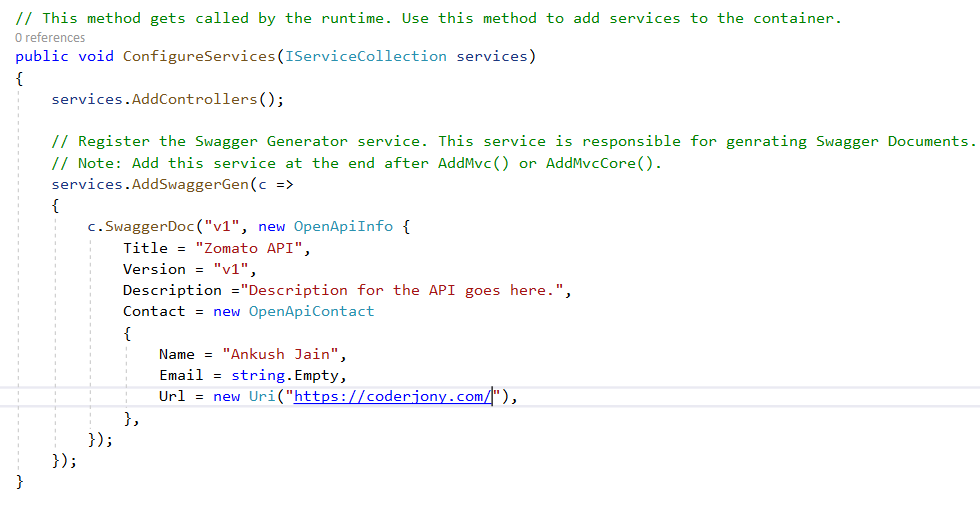 // This method gets called by the runtime. Use this method to add services to the container.
0 references
public void ConfigureServices(IServiceCollection services)
{
    services.AddControllers();

    // Register the Swagger Generator service. This service is responsible for genrating Swagger Documents.
    // Note: Add this service at the end after AddMvc() or AddMvcCore().
    services.AddSwaggerGen(c =>
    {
        c.SwaggerDoc("v1", new OpenApiInfo {
            Title = "Zomato API",
            Version = "v1",
            Description ="Description for the API goes here.",
            Contact = new OpenApiContact
            {
                Name = "Ankush Jain",
                Email = string.Empty,
                Url = new Uri("https://coderjony.com/"),
            },
        });
    });
}